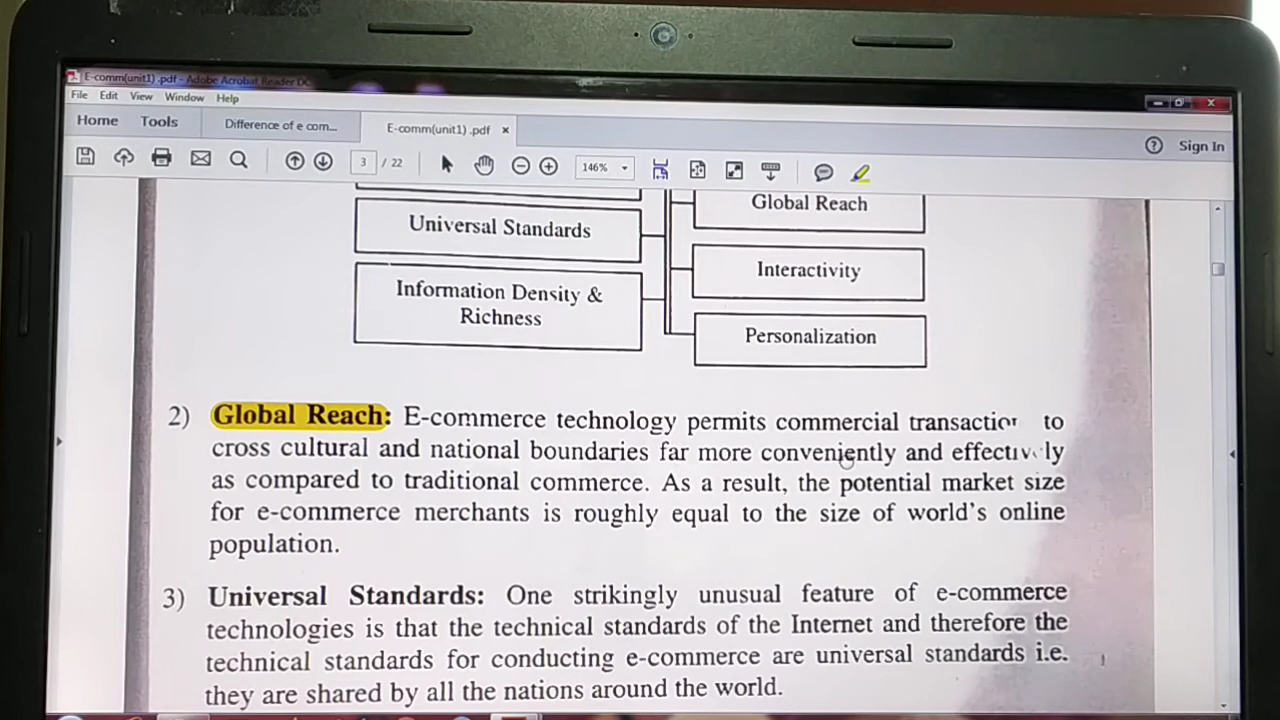 E-comm(unit1) .pdf - Adobe Acrobat Reader DC
File Edit View Window Help
Home Tools Difference of e com... E-comm(unit1) .pdf × ? Sign In
3 / 22 146%
Universal Standards
Information Density &
Richness
Global Reach
Interactivity
Personalization
2) Global Reach: E-commerce technology permits commercial to
cross cultural and national boundaries far more conveniently and
as compared to traditional commerce. As a result, the potential market size
for e-commerce merchants is roughly equal to the size of world's online
population.
3) Universal Standards: One strikingly unusual feature of e-commerce
technologies is that the technical standards of the Internet and therefore the
technical standards for conducting e-commerce are universal standards i.e.
they are shared by all the nations around the world.